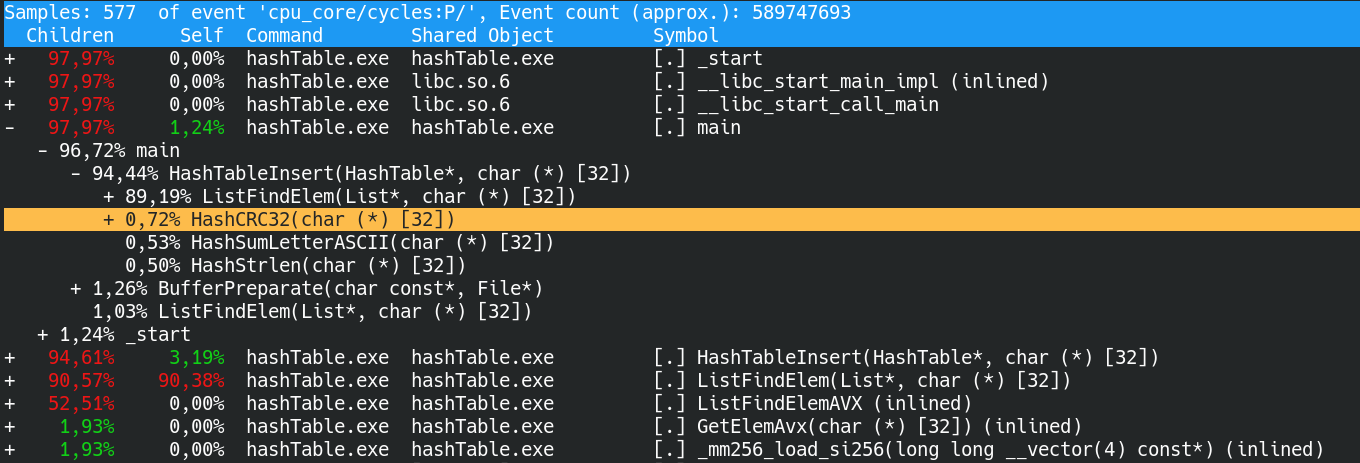 Samples: 577  of event 'cpu_core/cycles:P/', Event count (approx.): 589747693
  Children      Self  Command       Shared Object         Symbol
+   97,97%     0,00%  hashTable.exe  hashTable.exe         [.] _start
+   97,97%     0,00%  hashTable.exe  libc.so.6             [.] __libc_start_main_impl (inlined)
+   97,97%     0,00%  hashTable.exe  libc.so.6             [.] __libc_start_call_main
-   97,97%     1,24%  hashTable.exe  hashTable.exe         [.] main
   - 96,72% main
      - 94,44% HashTableInsert(HashTable*, char (*) [32])
         + 89,19% ListFindElem(List*, char (*) [32])
         + 0,72% HashCRC32(char (*) [32])
           0,53% HashSumLetterASCII(char (*) [32])
           0,50% HashStrlen(char (*) [32])
      + 1,26% BufferPreparate(char const*, File*)
        1,03% ListFindElem(List*, char (*) [32])
   + 1,24% _start
+   94,61%     3,19%  hashTable.exe  hashTable.exe         [.] HashTableInsert(HashTable*, char (*) [32])
+   90,57%    90,38%  hashTable.exe  hashTable.exe         [.] ListFindElem(List*, char (*) [32])
+   52,51%     0,00%  hashTable.exe  hashTable.exe         [.] ListFindElemAVX (inlined)
+    1,93%     0,00%  hashTable.exe  hashTable.exe         [.] GetElemAvx(char (*) [32]) (inlined)
+    1,93%     0,00%  hashTable.exe  hashTable.exe         [.] _mm256_load_si256(long long __vector(4) const*) (inlined)